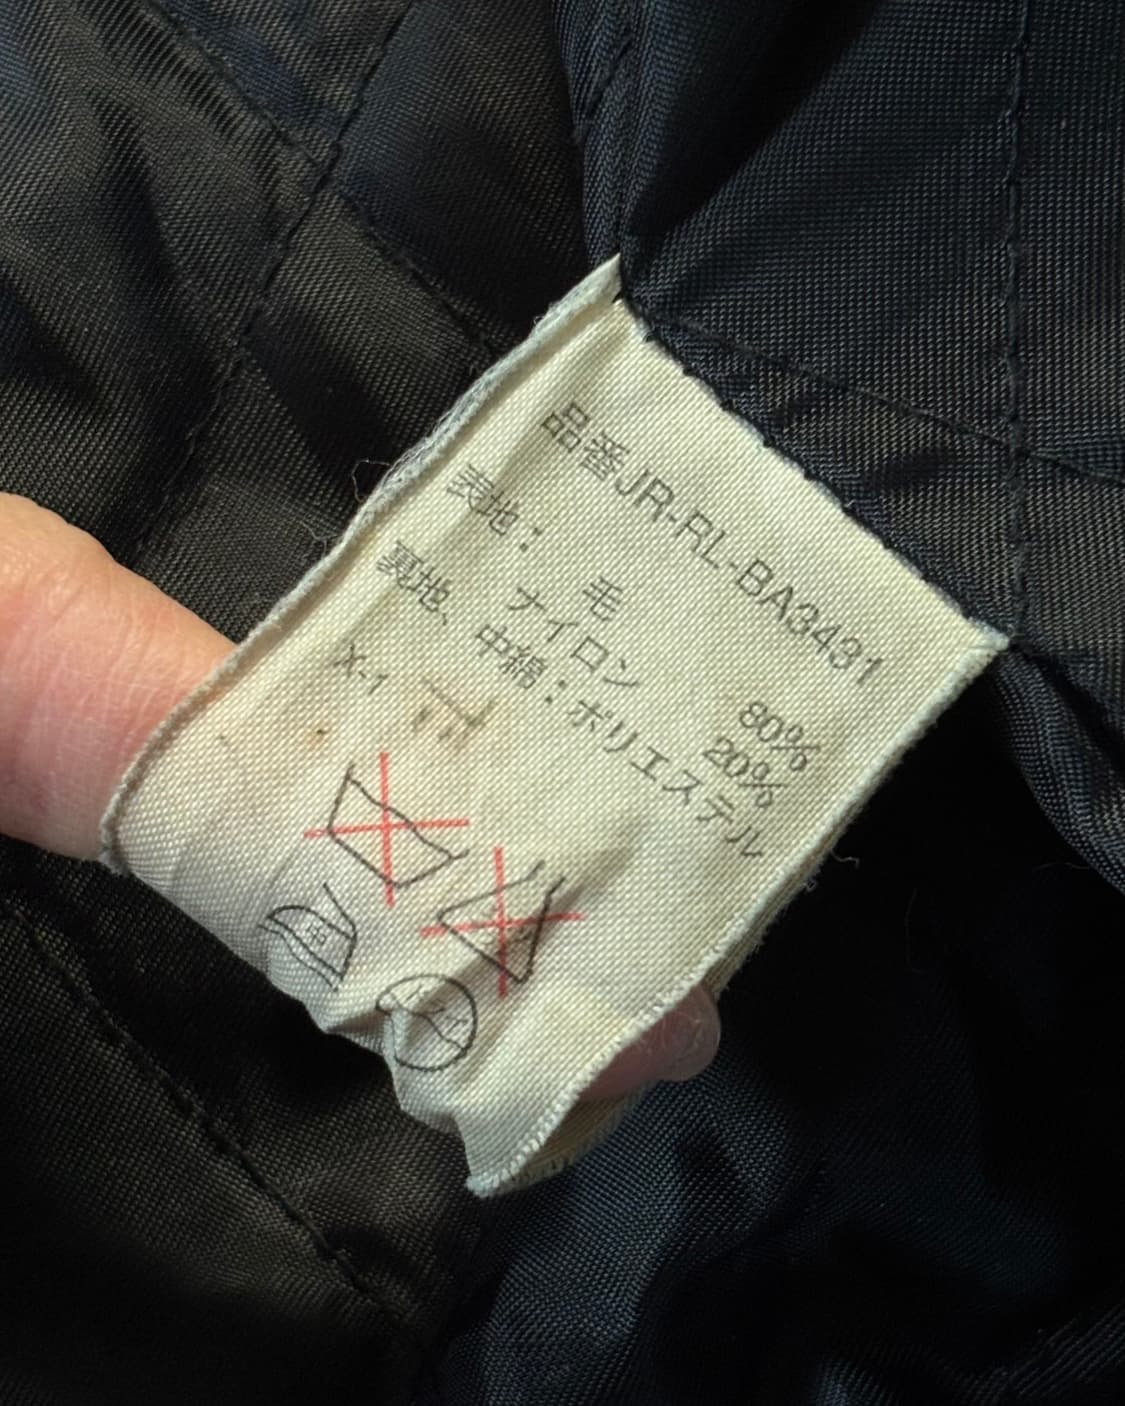 品番JR-RL-BA3431
表地： 毛 80%
ナイロン 20%
裏地、中綿：ポリエステル
X-1